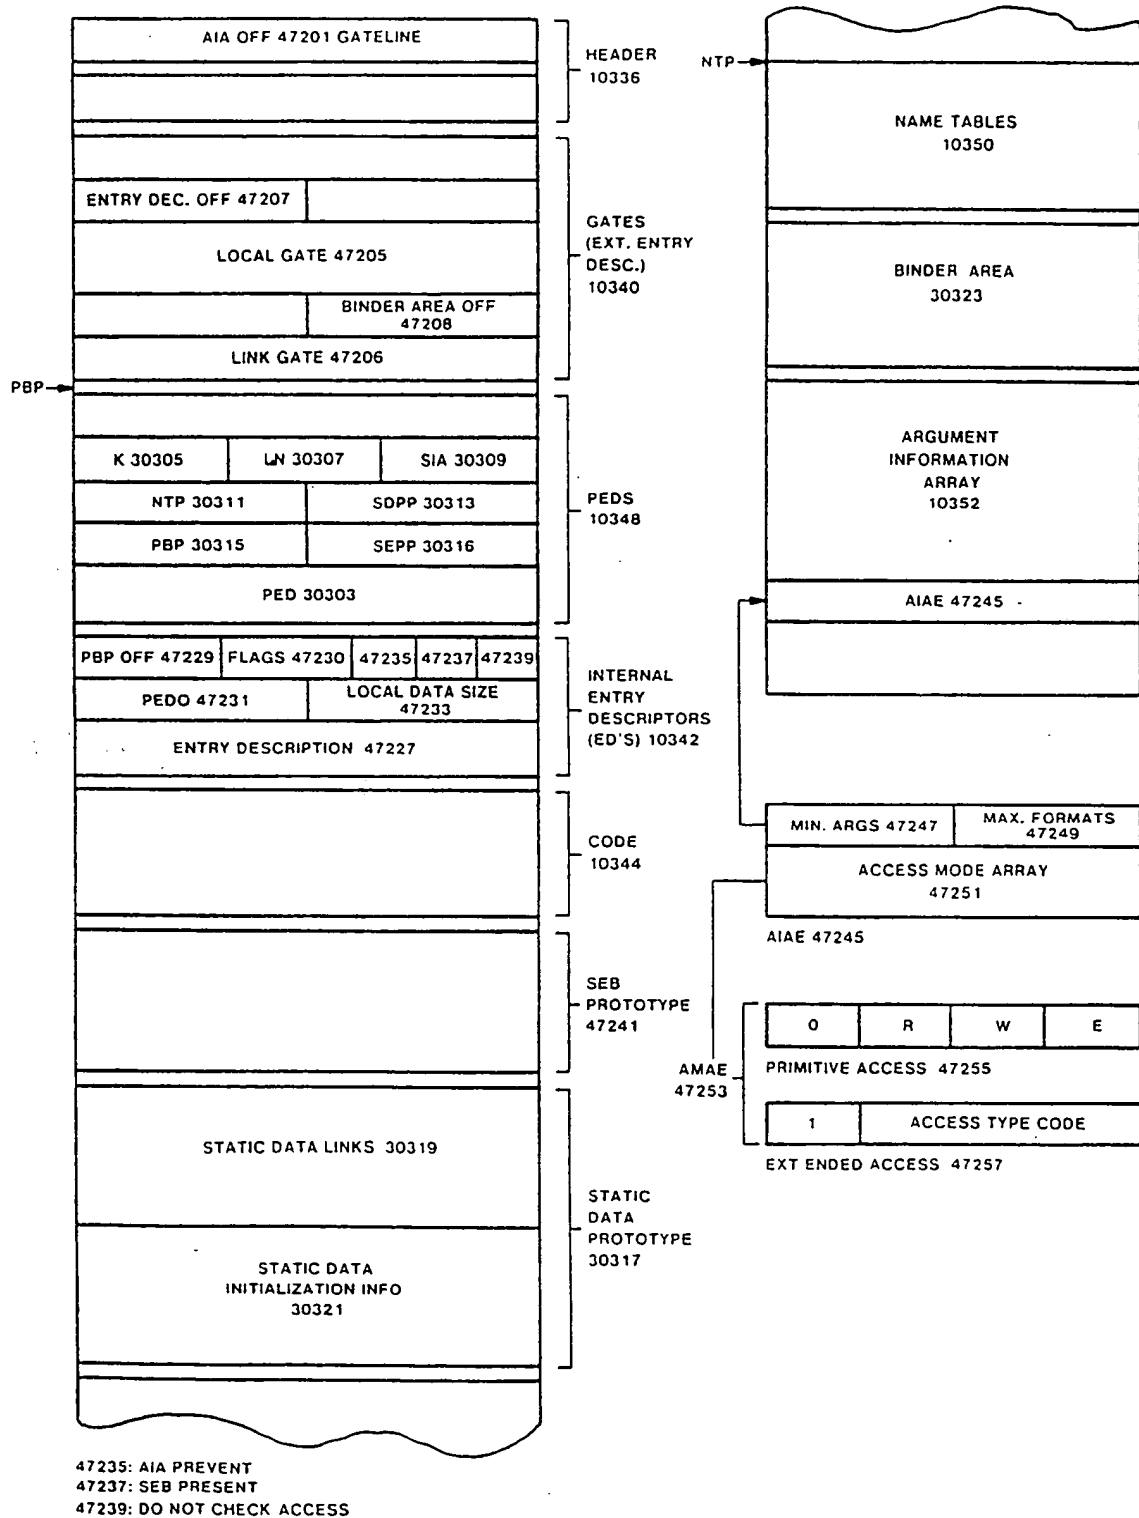 AIA OFF 47201 GATELINE
HEADER
10336
ENTRY DEC. OFF 47207
LOCAL GATE 47205
BINDER AREA OFF
47208
LINK GATE 47206
GATES
(EXT. ENTRY
DESC.)
10340
PBP
K 30305
LN 30307
SIA 30309
NTP 30311
SDPP 30313
PBP 30315
SEPP 30316
PED 30303
PEDS
10348
PBP OFF 47229
FLAGS 47230
47235
47237
47239
PEDO 47231
LOCAL DATA SIZE
47233
ENTRY DESCRIPTION 47227
INTERNAL
ENTRY
DESCRIPTORS
(ED'S) 10342
CODE
10344
SEB
PROTOTYPE
47241
STATIC DATA LINKS 30319
STATIC DATA
INITIALIZATION INFO
30321
STATIC
DATA
PROTOTYPE
30317
47235: AIA PREVENT
47237: SEB PRESENT
47239: DO NOT CHECK ACCESS
NTP
NAME TABLES
10350
BINDER AREA
30323
ARGUMENT
INFORMATION
ARRAY
10352
AIAE 47245
MIN. ARGS 47247
MAX. FORMATS
47249
ACCESS MODE ARRAY
47251
AIAE 47245
AMAE
47253
O R W E
PRIMITIVE ACCESS 47255
1 ACCESS TYPE CODE
EXT ENDED ACCESS 47257